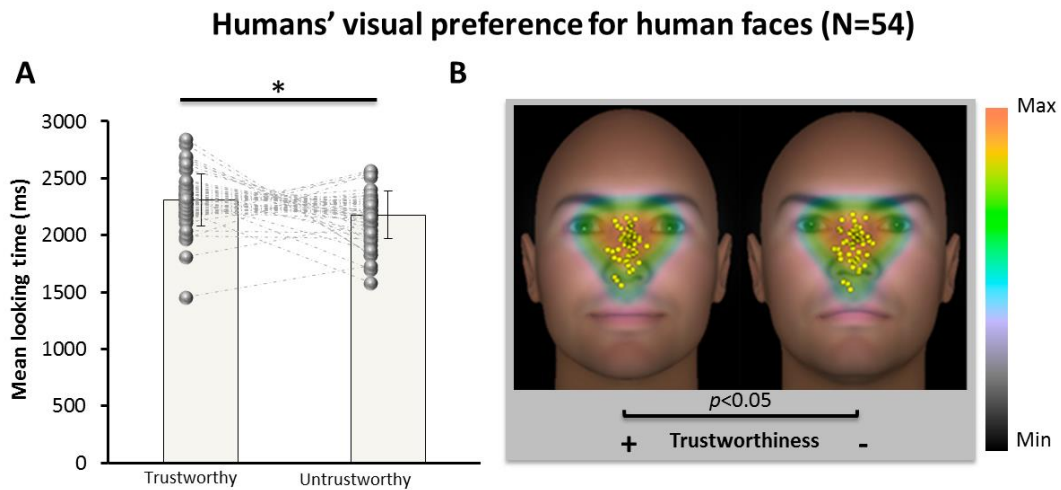 Humans' visual preference for human faces (N=54)
A
B
*
Mean looking time (ms)
3000
2500
2000
1500
1000
500
0
Trustworthy
Untrustworthy
p<0.05
+ Trustworthiness -
Max
Min